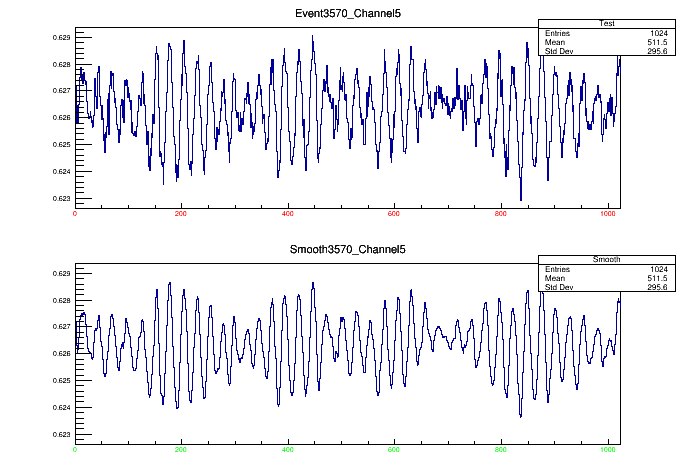 Event3570_Channel5
Test
Entries 1024
Mean 511.5
Std Dev 295.6
0.629
0.628
0.627
0.626
0.625
0.624
0.623
0 200 400 600 800 1000
Smooth3570_Channel5
Smooth
Entries 1024
Mean 511.5
Std Dev 295.6
0.629
0.628
0.627
0.626
0.625
0.624
0.623
0 200 400 600 800 1000